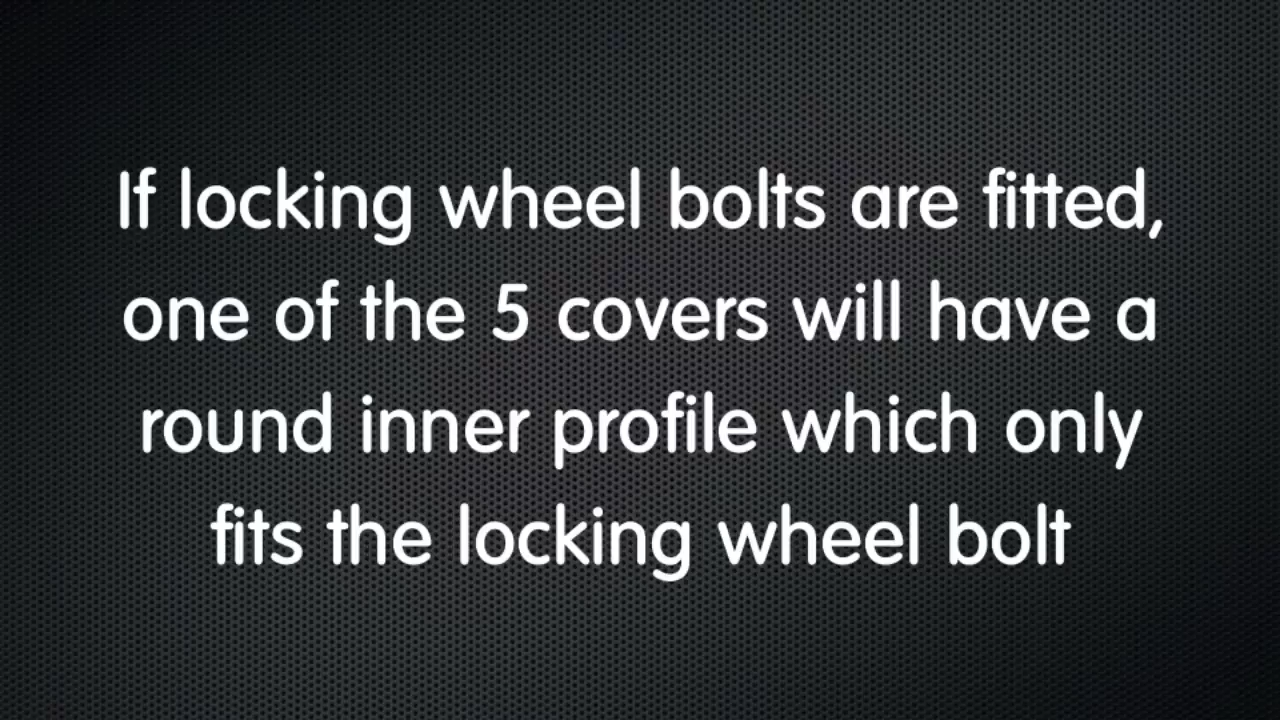 If locking wheel bolts are fitted,
one of the 5 covers will have a
round inner profile which only
fits the locking wheel bolt